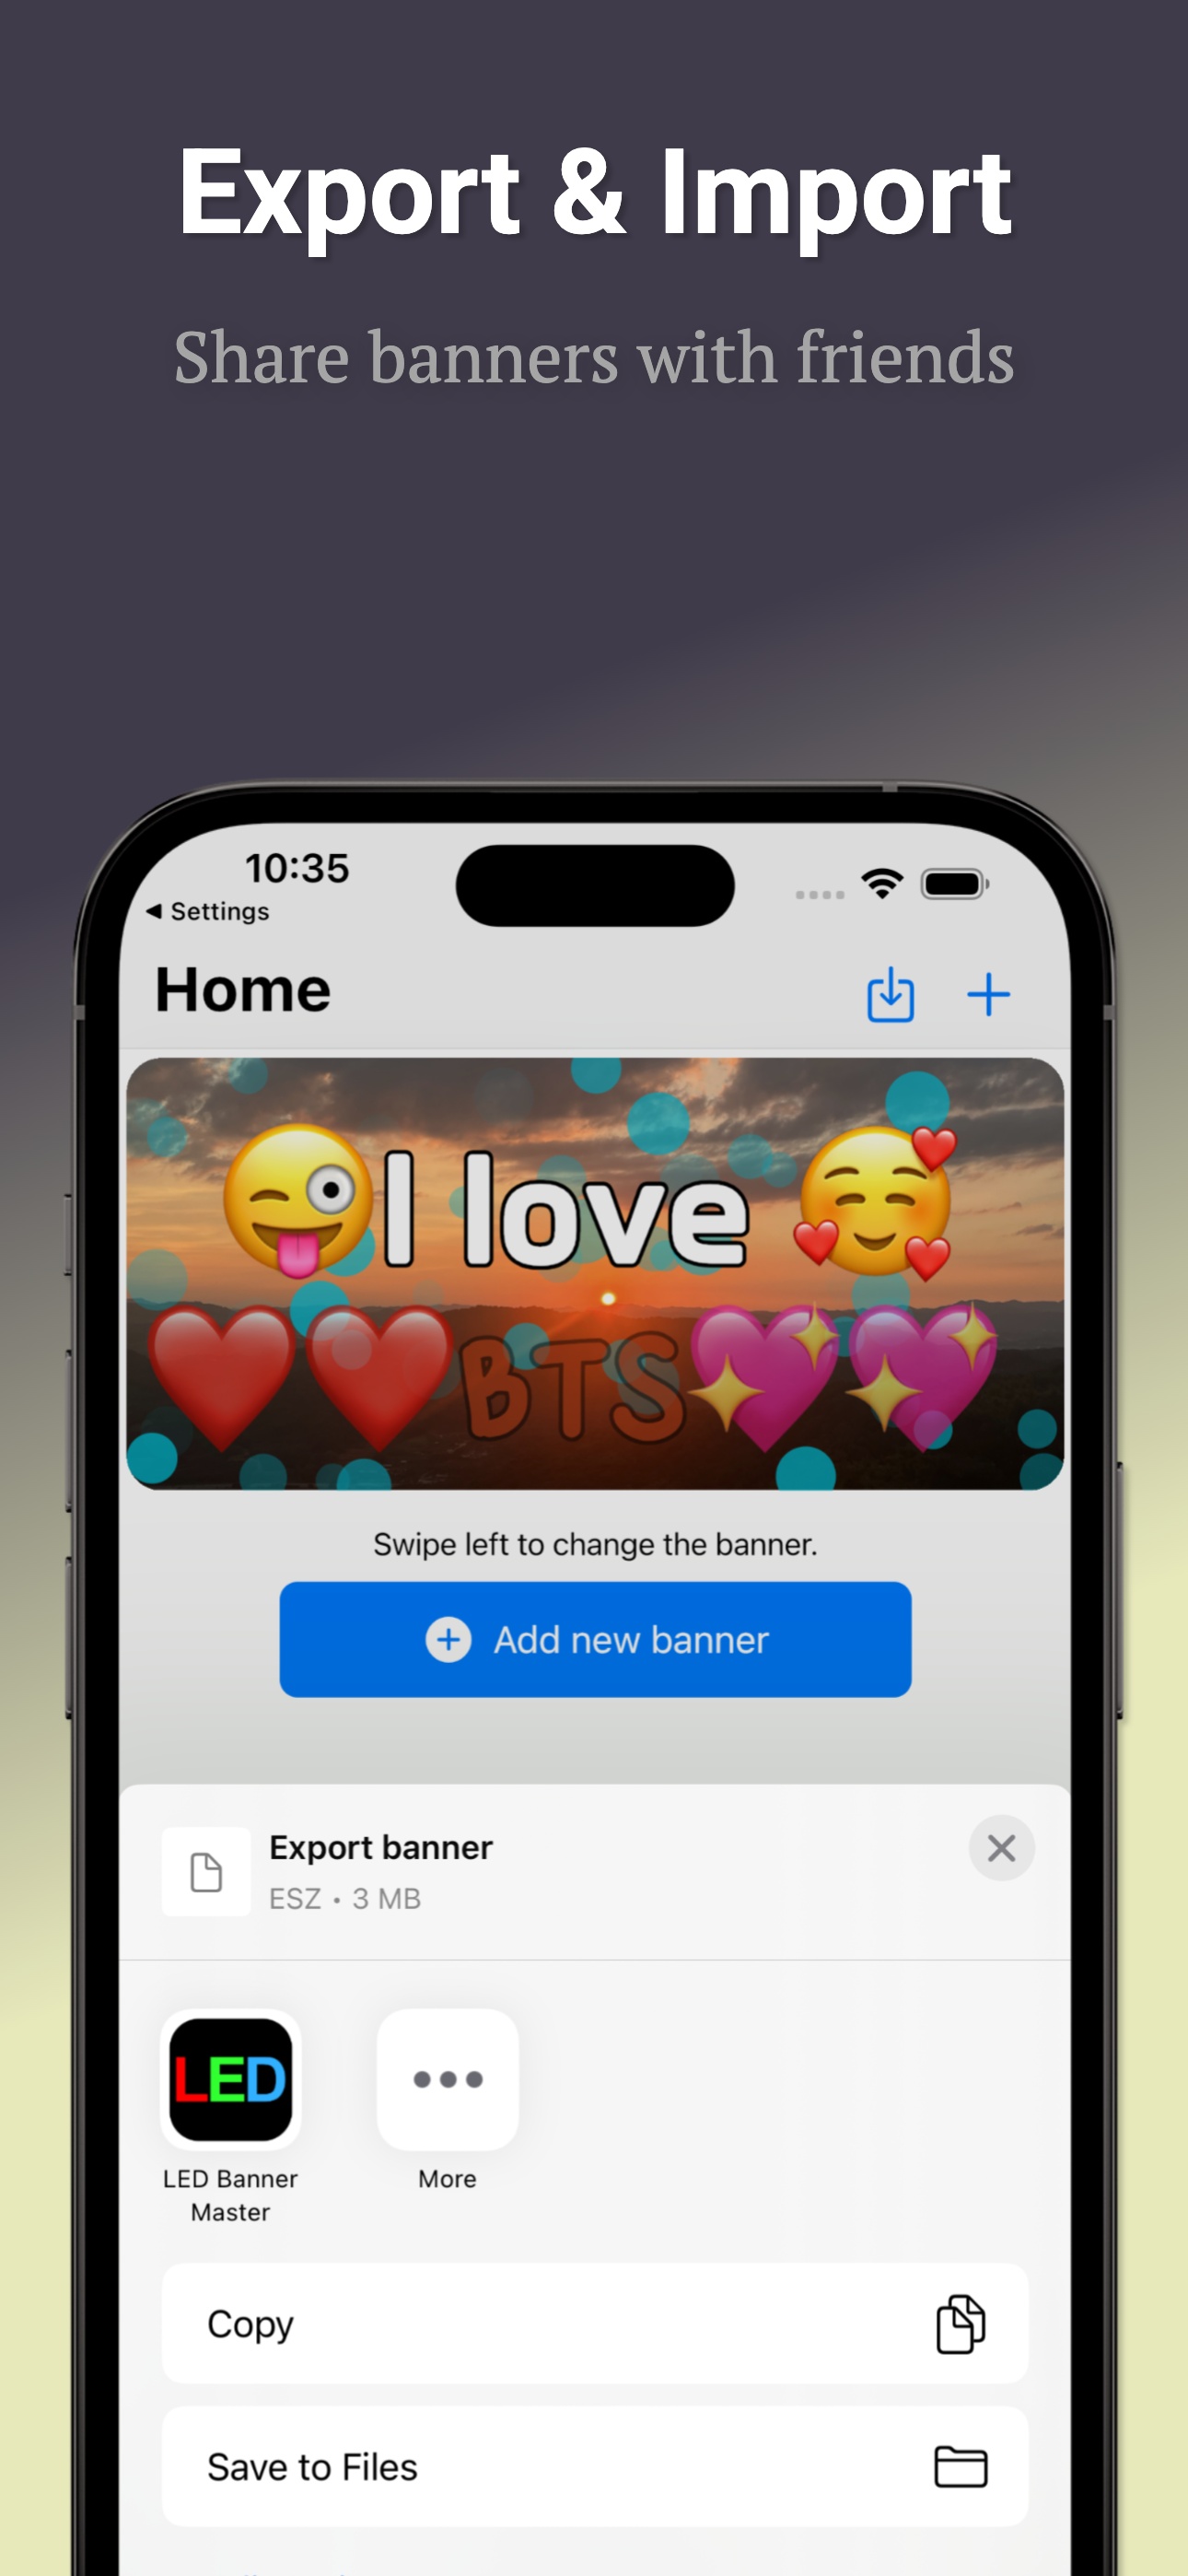 Export & Import
Share banners with friends
10:35
◀ Settings
Home
😜I love 🥰
❤️❤️BTS💖💖
Swipe left to change the banner.
Add new banner
Export banner
ESZ • 3 MB
LED
LED Banner
Master
More
Copy
Save to Files